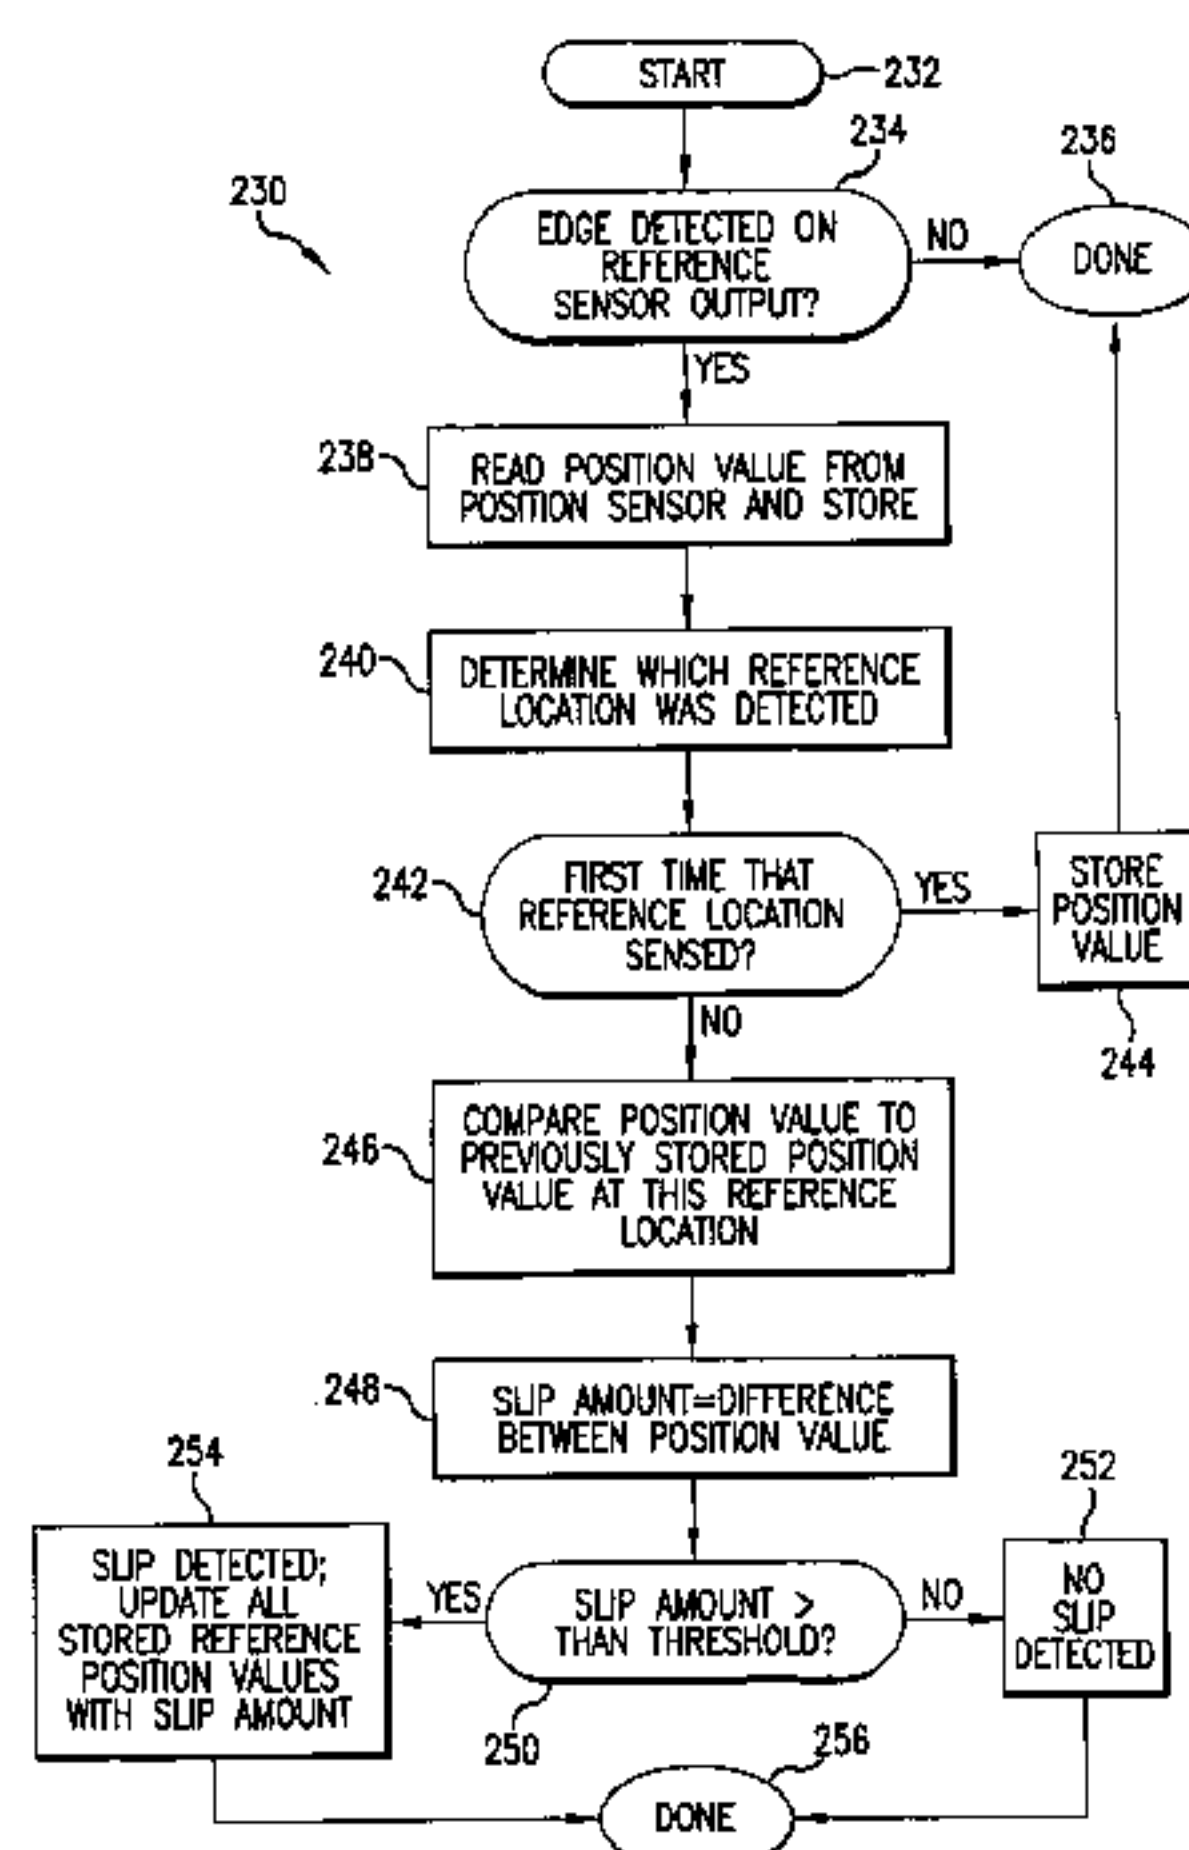 START
232
234
236
230
EDGE DETECTED ON
REFERENCE
SENSOR OUTPUT?
NO
DONE
YES
238
READ POSITION VALUE FROM
POSITION SENSOR AND STORE
240
DETERMINE WHICH REFERENCE
LOCATION WAS DETECTED
242
FIRST TIME THAT
REFERENCE LOCATION
SENSED?
YES
STORE
POSITION
VALUE
244
NO
246
COMPARE POSITION VALUE TO
PREVIOUSLY STORED POSITION
VALUE AT THIS REFERENCE
LOCATION
248
SLIP AMOUNT=DIFFERENCE
BETWEEN POSITION VALUE
254
252
SLIP DETECTED;
UPDATE ALL
STORED REFERENCE
POSITION VALUES
WITH SLIP AMOUNT
YES
SLIP AMOUNT >
THAN THRESHOLD?
NO
NO
SLIP
DETECTED
250
256
DONE